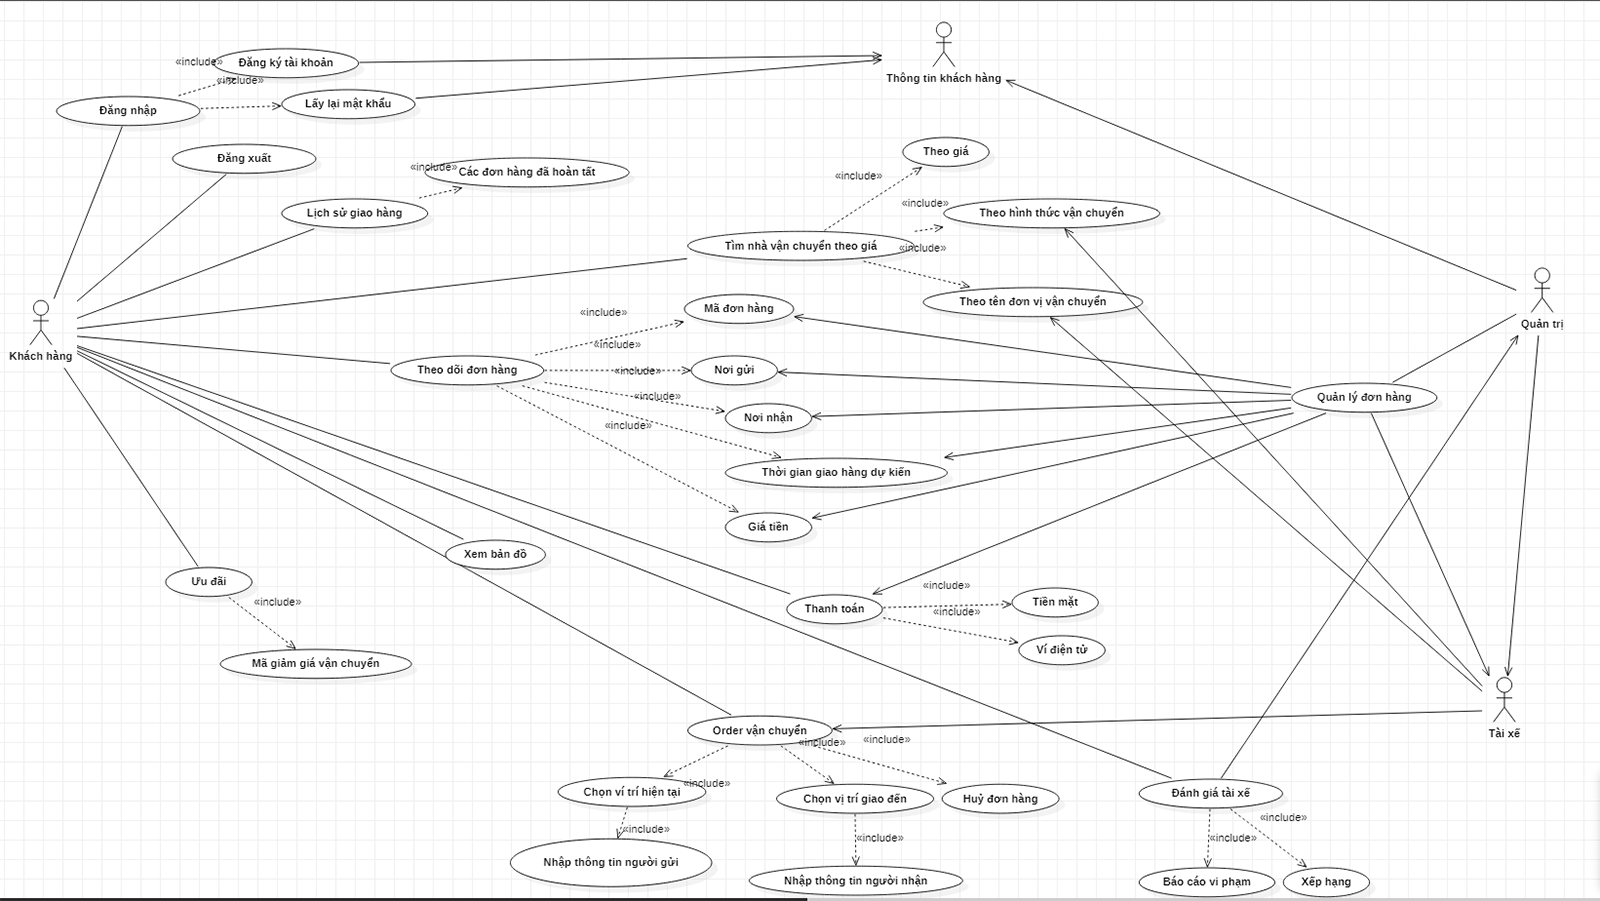 «include»
Đăng ký tài khoản
«include»
Thông tin khách hàng
Lấy lại mật khẩu
Đăng nhập
Theo giá
Đăng xuất
«include»
Các đơn hàng đã hoàn tất
«include»
«include»
Lịch sử giao hàng
Theo hình thức vận chuyển
Tìm nhà vận chuyển theo giá
«include»
Theo tên đơn vị vận chuyển
Mã đơn hàng
«include»
Quản trị
«include»
Khách hàng
Theo dõi đơn hàng
«include»
Nơi gửi
«include»
Quản lý đơn hàng
Nơi nhận
«include»
Thời gian giao hàng dự kiến
Giá tiền
Xem bản đồ
Ưu đãi
«include»
«include»
Thanh toán
Tiền mặt
«include»
Ví điện tử
Mã giảm giá vận chuyển
Order vận chuyển
«include»
«include»
Tài xế
«include»
Chọn ví trí hiện tại
Chọn vị trí giao đến
Huỷ đơn hàng
Đánh giá tài xế
«include»
«include»
«include»
«include»
Nhập thông tin người gửi
Nhập thông tin người nhận
Báo cáo vi phạm
Xếp hạng